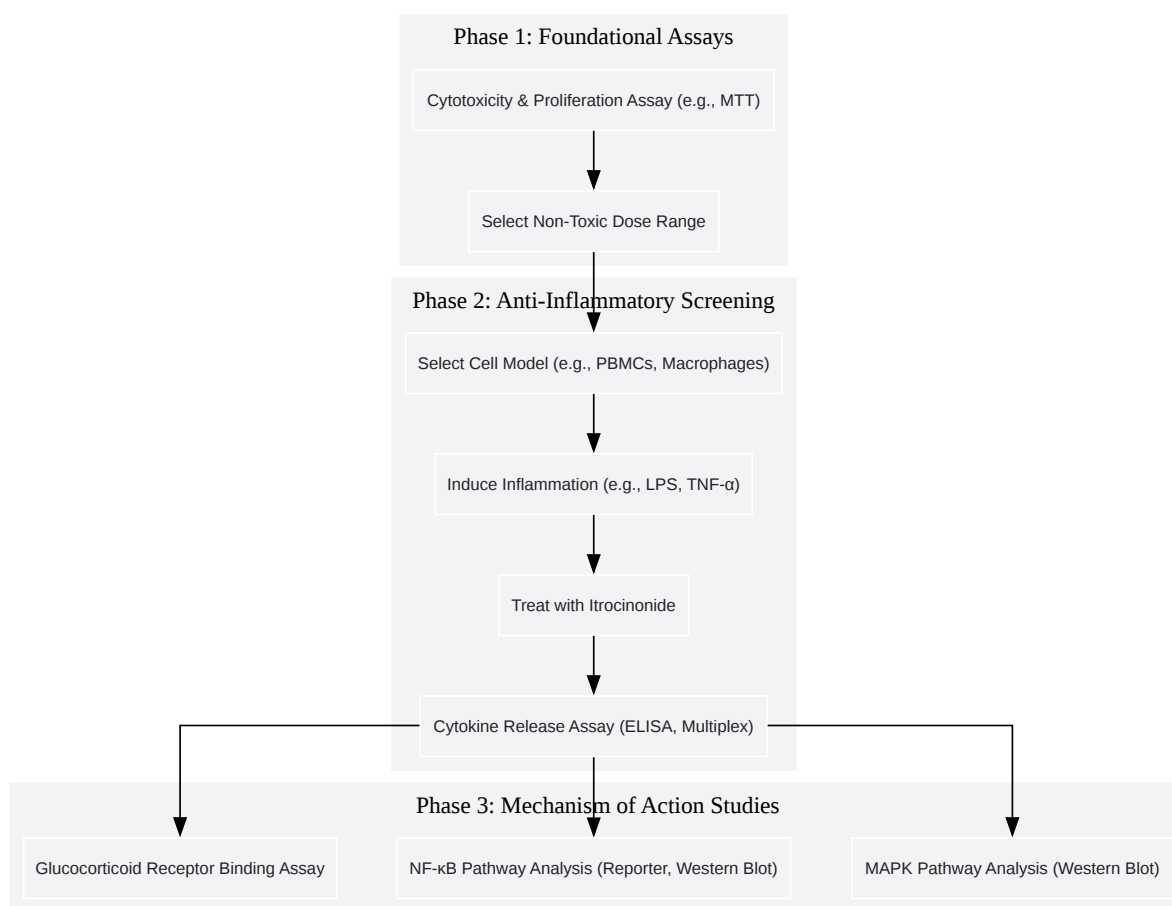 Phase 1: Foundational Assays
Cytotoxicity & Proliferation Assay (e.g., MTT)
Select Non-Toxic Dose Range
Phase 2: Anti-Inflammatory Screening
Select Cell Model (e.g., PBMCs, Macrophages)
Induce Inflammation (e.g., LPS, TNF-α)
Treat with Itrocinonide
Cytokine Release Assay (ELISA, Multiplex)
Phase 3: Mechanism of Action Studies
Glucocorticoid Receptor Binding Assay
NF-κB Pathway Analysis (Reporter, Western Blot)
MAPK Pathway Analysis (Western Blot)